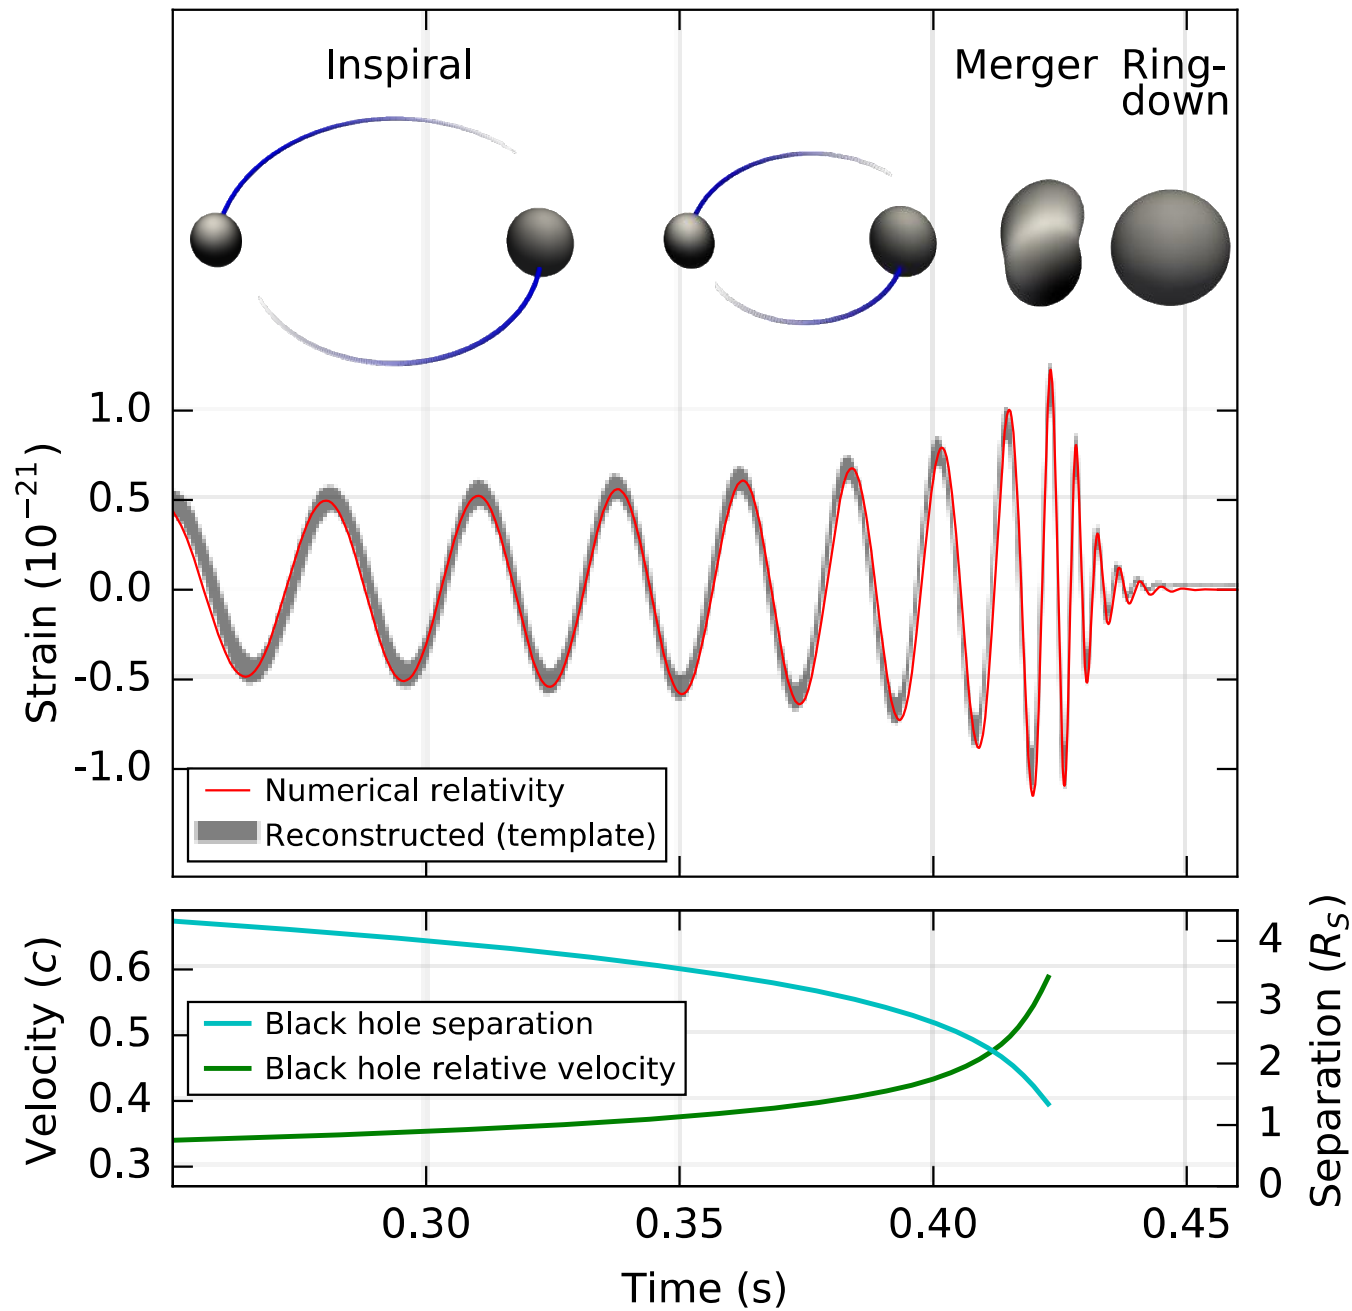 Inspiral
Merger
Ring-
down
Strain (10⁻²¹)
1.0
0.5
0.0
-0.5
-1.0
Numerical relativity
Reconstructed (template)
Velocity (c)
0.6
0.5
0.4
0.3
Black hole separation
Black hole relative velocity
4
3
2
1
0
Separation (R_S)
0.30 0.35 0.40 0.45
Time (s)